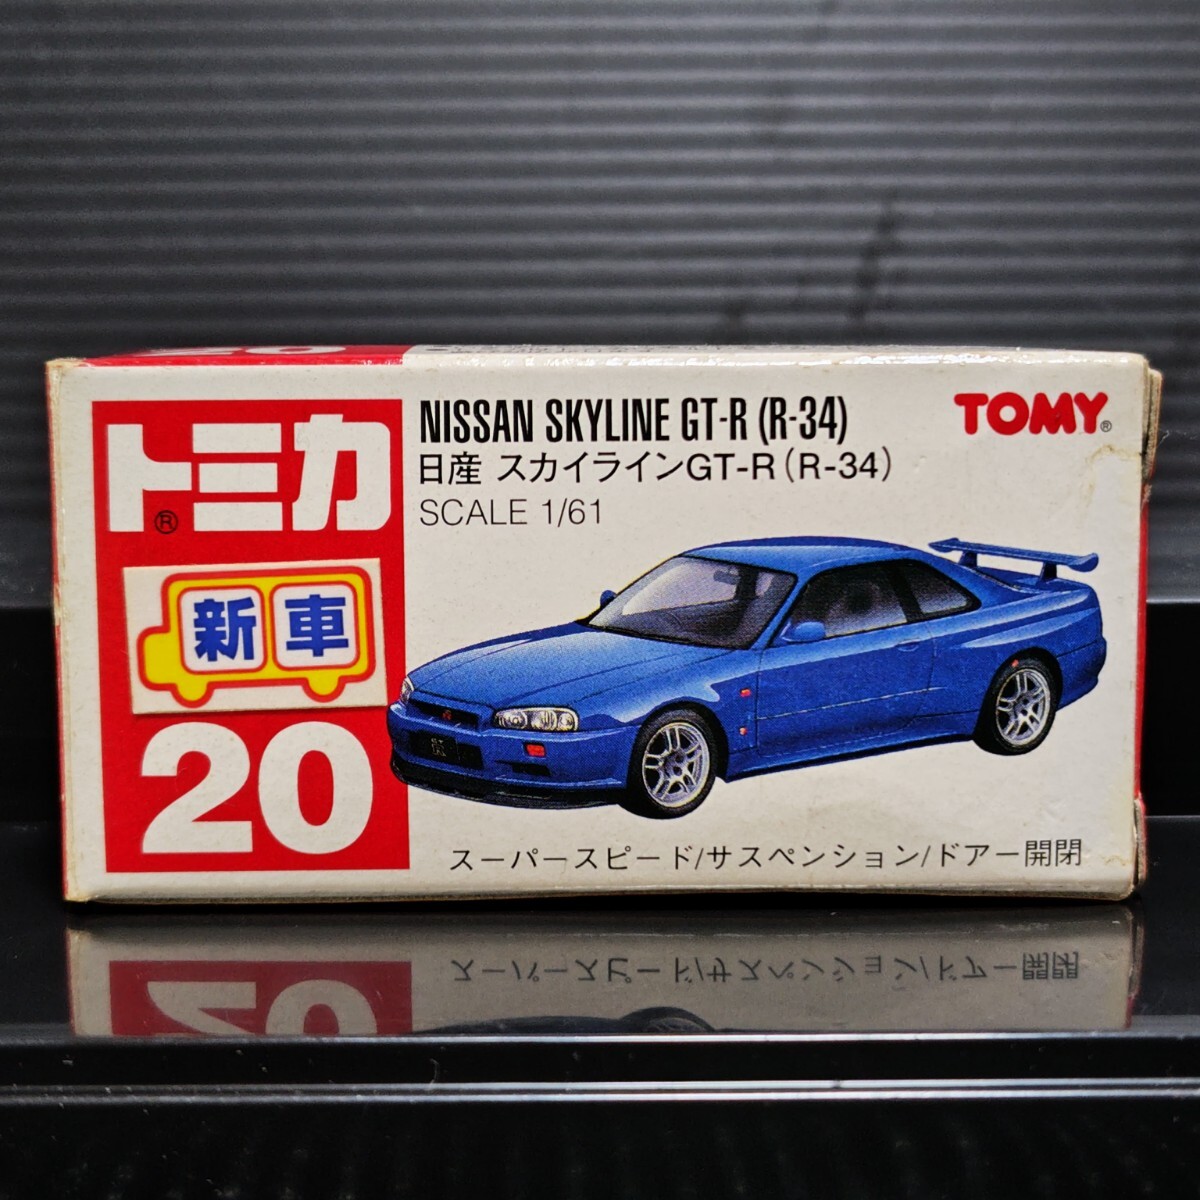 20
トミカ®
新車
20
NISSAN SKYLINE GT-R (R-34)
日産 スカイラインGT-R(R-34)
SCALE 1/61
TOMY®
スーパースピード/サスペンション/ドアー開閉